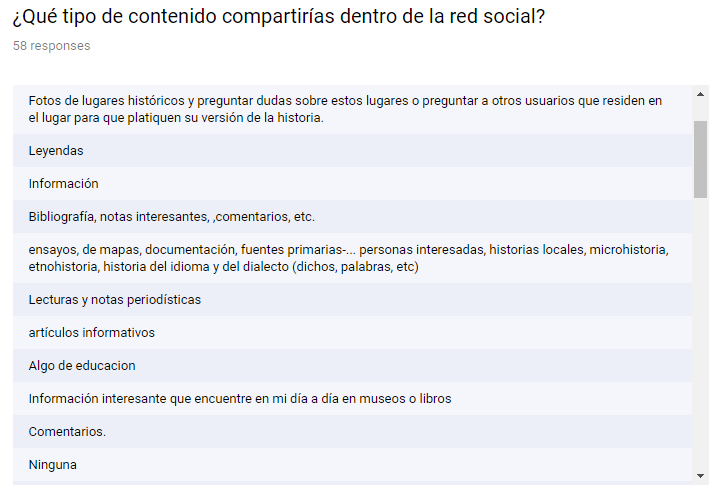 ¿Qué tipo de contenido compartirías dentro de la red social?
58 responses
Fotos de lugares históricos y preguntar dudas sobre estos lugares o preguntar a otros usuarios que residen en
el lugar para que platiquen su versión de la historia.
Leyendas
Información
Bibliografía, notas interesantes, ,comentarios, etc.
ensayos, de mapas, documentación, fuentes primarias-... personas interesadas, historias locales, microhistoria,
etnohistoria, historia del idioma y del dialecto (dichos, palabras, etc)
Lecturas y notas periodísticas
artículos informativos
Algo de educacion
Información interesante que encuentre en mi día a día en museos o libros
Comentarios.
Ninguna